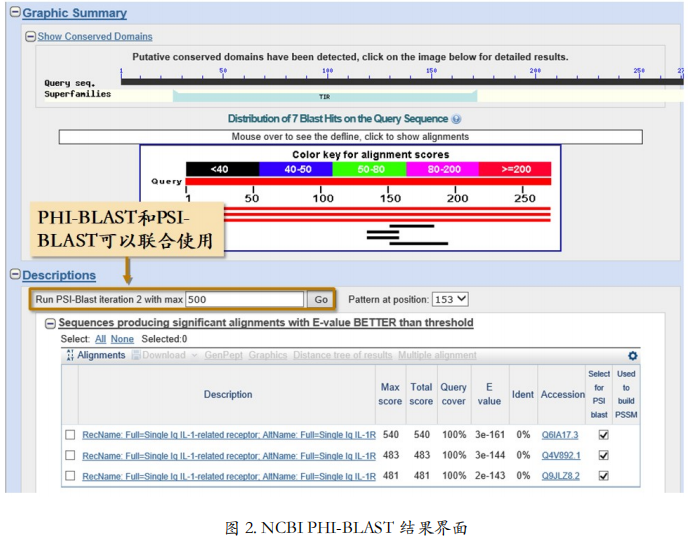 Graphic Summary
Show Conserved Domains
Putative conserved domains have been detected, click on the image below for detailed results.
1 50 100 150 200 250 27
Query seq.
Superfamilies TIR
Distribution of 7 Blast Hits on the Query Sequence
Mouse over to see the defline, click to show alignments
Color key for alignment scores
<40 40-50 50-80 80-200 >=200
Query
1 50 100 150 200 250
PHI-BLAST和PSI-
BLAST可以联合使用
Descriptions
Run PSI-Blast iteration 2 with max 500 Go Pattern at position: 153
Sequences producing significant alignments with E-value BETTER than threshold
Select: All None Selected:0
Alignments Download GenPept Graphics Distance tree of results Multiple alignment
Description Max score Total score Query cover E value Ident Accession Select for PSI blast Used to build PSSM
RecName: Full=Single Ig IL-1-related receptor; AltName: Full=Single Ig IL-1R 540 540 100% 3e-161 0% Q6IA17.3
RecName: Full=Single Ig IL-1-related receptor; AltName: Full=Single Ig IL-1R 483 483 100% 3e-144 0% Q4V892.1
RecName: Full=Single Ig IL-1-related receptor; AltName: Full=Single Ig IL-1R 481 481 100% 2e-143 0% Q9JLZ8.2
图 2. NCBI PHI-BLAST 结果界面